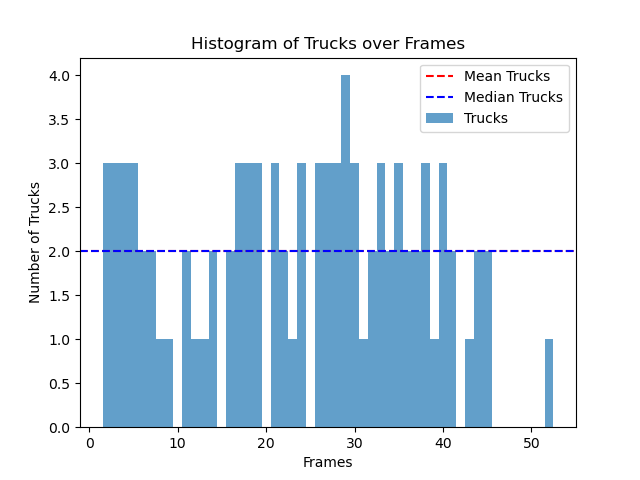 Histogram of Trucks over Frames
Mean Trucks
Median Trucks
Trucks
Number of Trucks
4.0
3.5
3.0
2.5
2.0
1.5
1.0
0.5
0.0
0 10 20 30 40 50
Frames